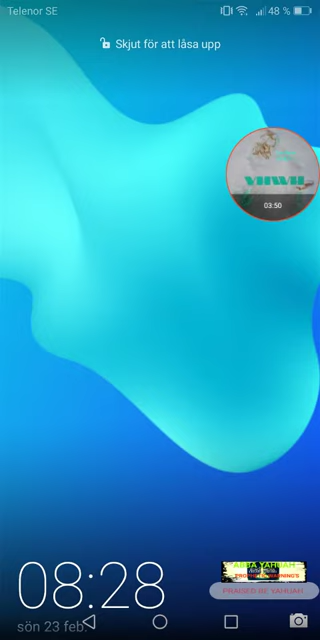 Telenor SE
48 %
Skjut för att låsa upp
03:50
ABBA YAHUAH
PRAISED BE YAHUAH
08:28
sön 23 feb.